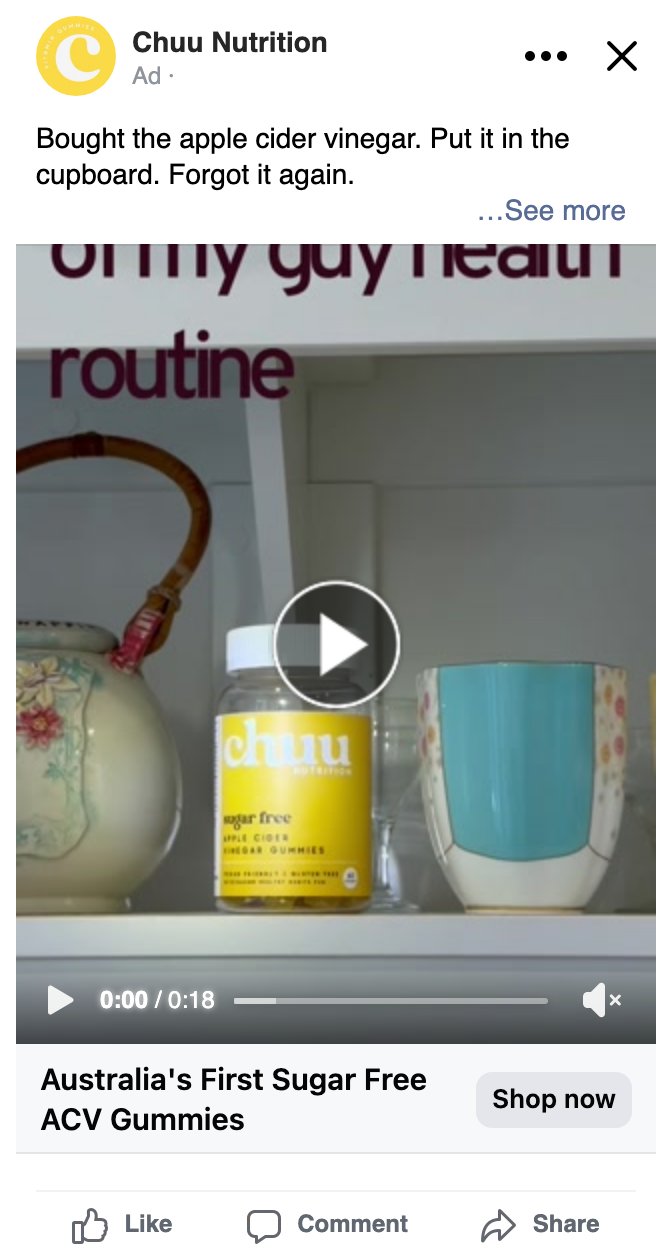 Chuu Nutrition
Ad ·
Bought the apple cider vinegar. Put it in the
cupboard. Forgot it again.
...See more
of my guy health
routine
chuu
NUTRITION
sugar free
APPLE CIDER
VINEGAR GUMMIES
0:00 / 0:18
Australia's First Sugar Free
ACV Gummies
Shop now
Like
Comment
Share